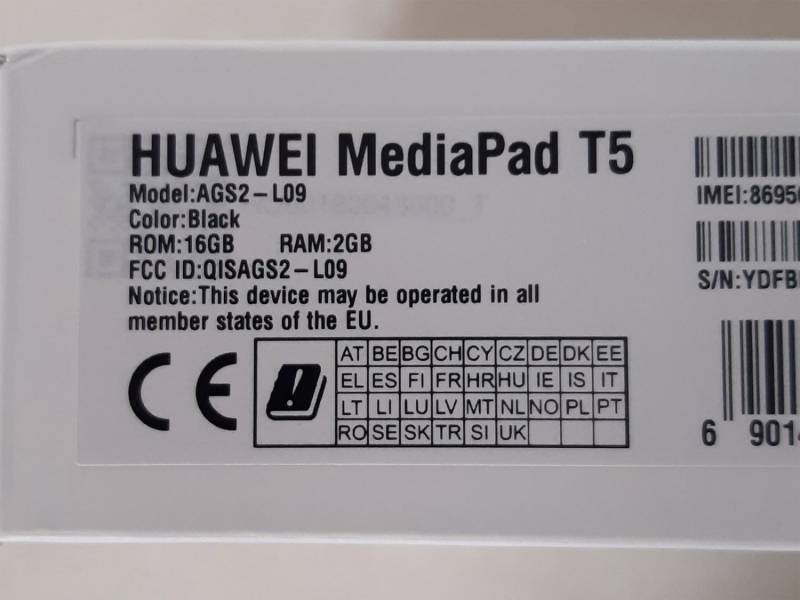 HUAWEI MediaPad T5
Model:AGS2-L09
Color:Black
ROM:16GB RAM:2GB
FCC ID:QISAGS2-L09
Notice:This device may be operated in all
member states of the EU.
CE
AT BE BG CH CY CZ DE DK EE
EL ES FI FR HR HU IE IS IT
LT LI LU LV MT NL NO PL PT
RO SE SK TR SI UK
IMEI:8695
S/N:YDFB
6 901